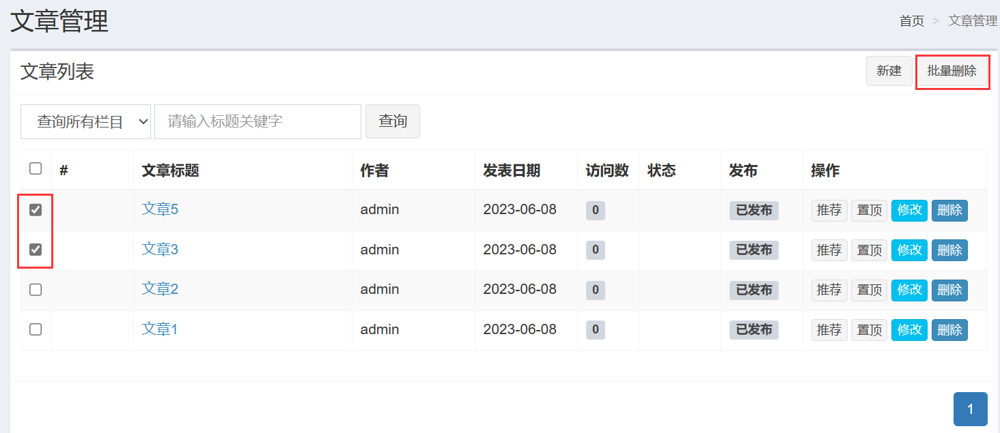 文章管理
首页 > 文章管理
文章列表 新建 批量删除
查询所有栏目 请输入标题关键字 查询
# 文章标题 作者 发表日期 访问数 状态 发布 操作
文章5 admin 2023-06-08 0 已发布 推荐 置顶 修改 删除
文章3 admin 2023-06-08 0 已发布 推荐 置顶 修改 删除
文章2 admin 2023-06-08 0 已发布 推荐 置顶 修改 删除
文章1 admin 2023-06-08 0 已发布 推荐 置顶 修改 删除
1